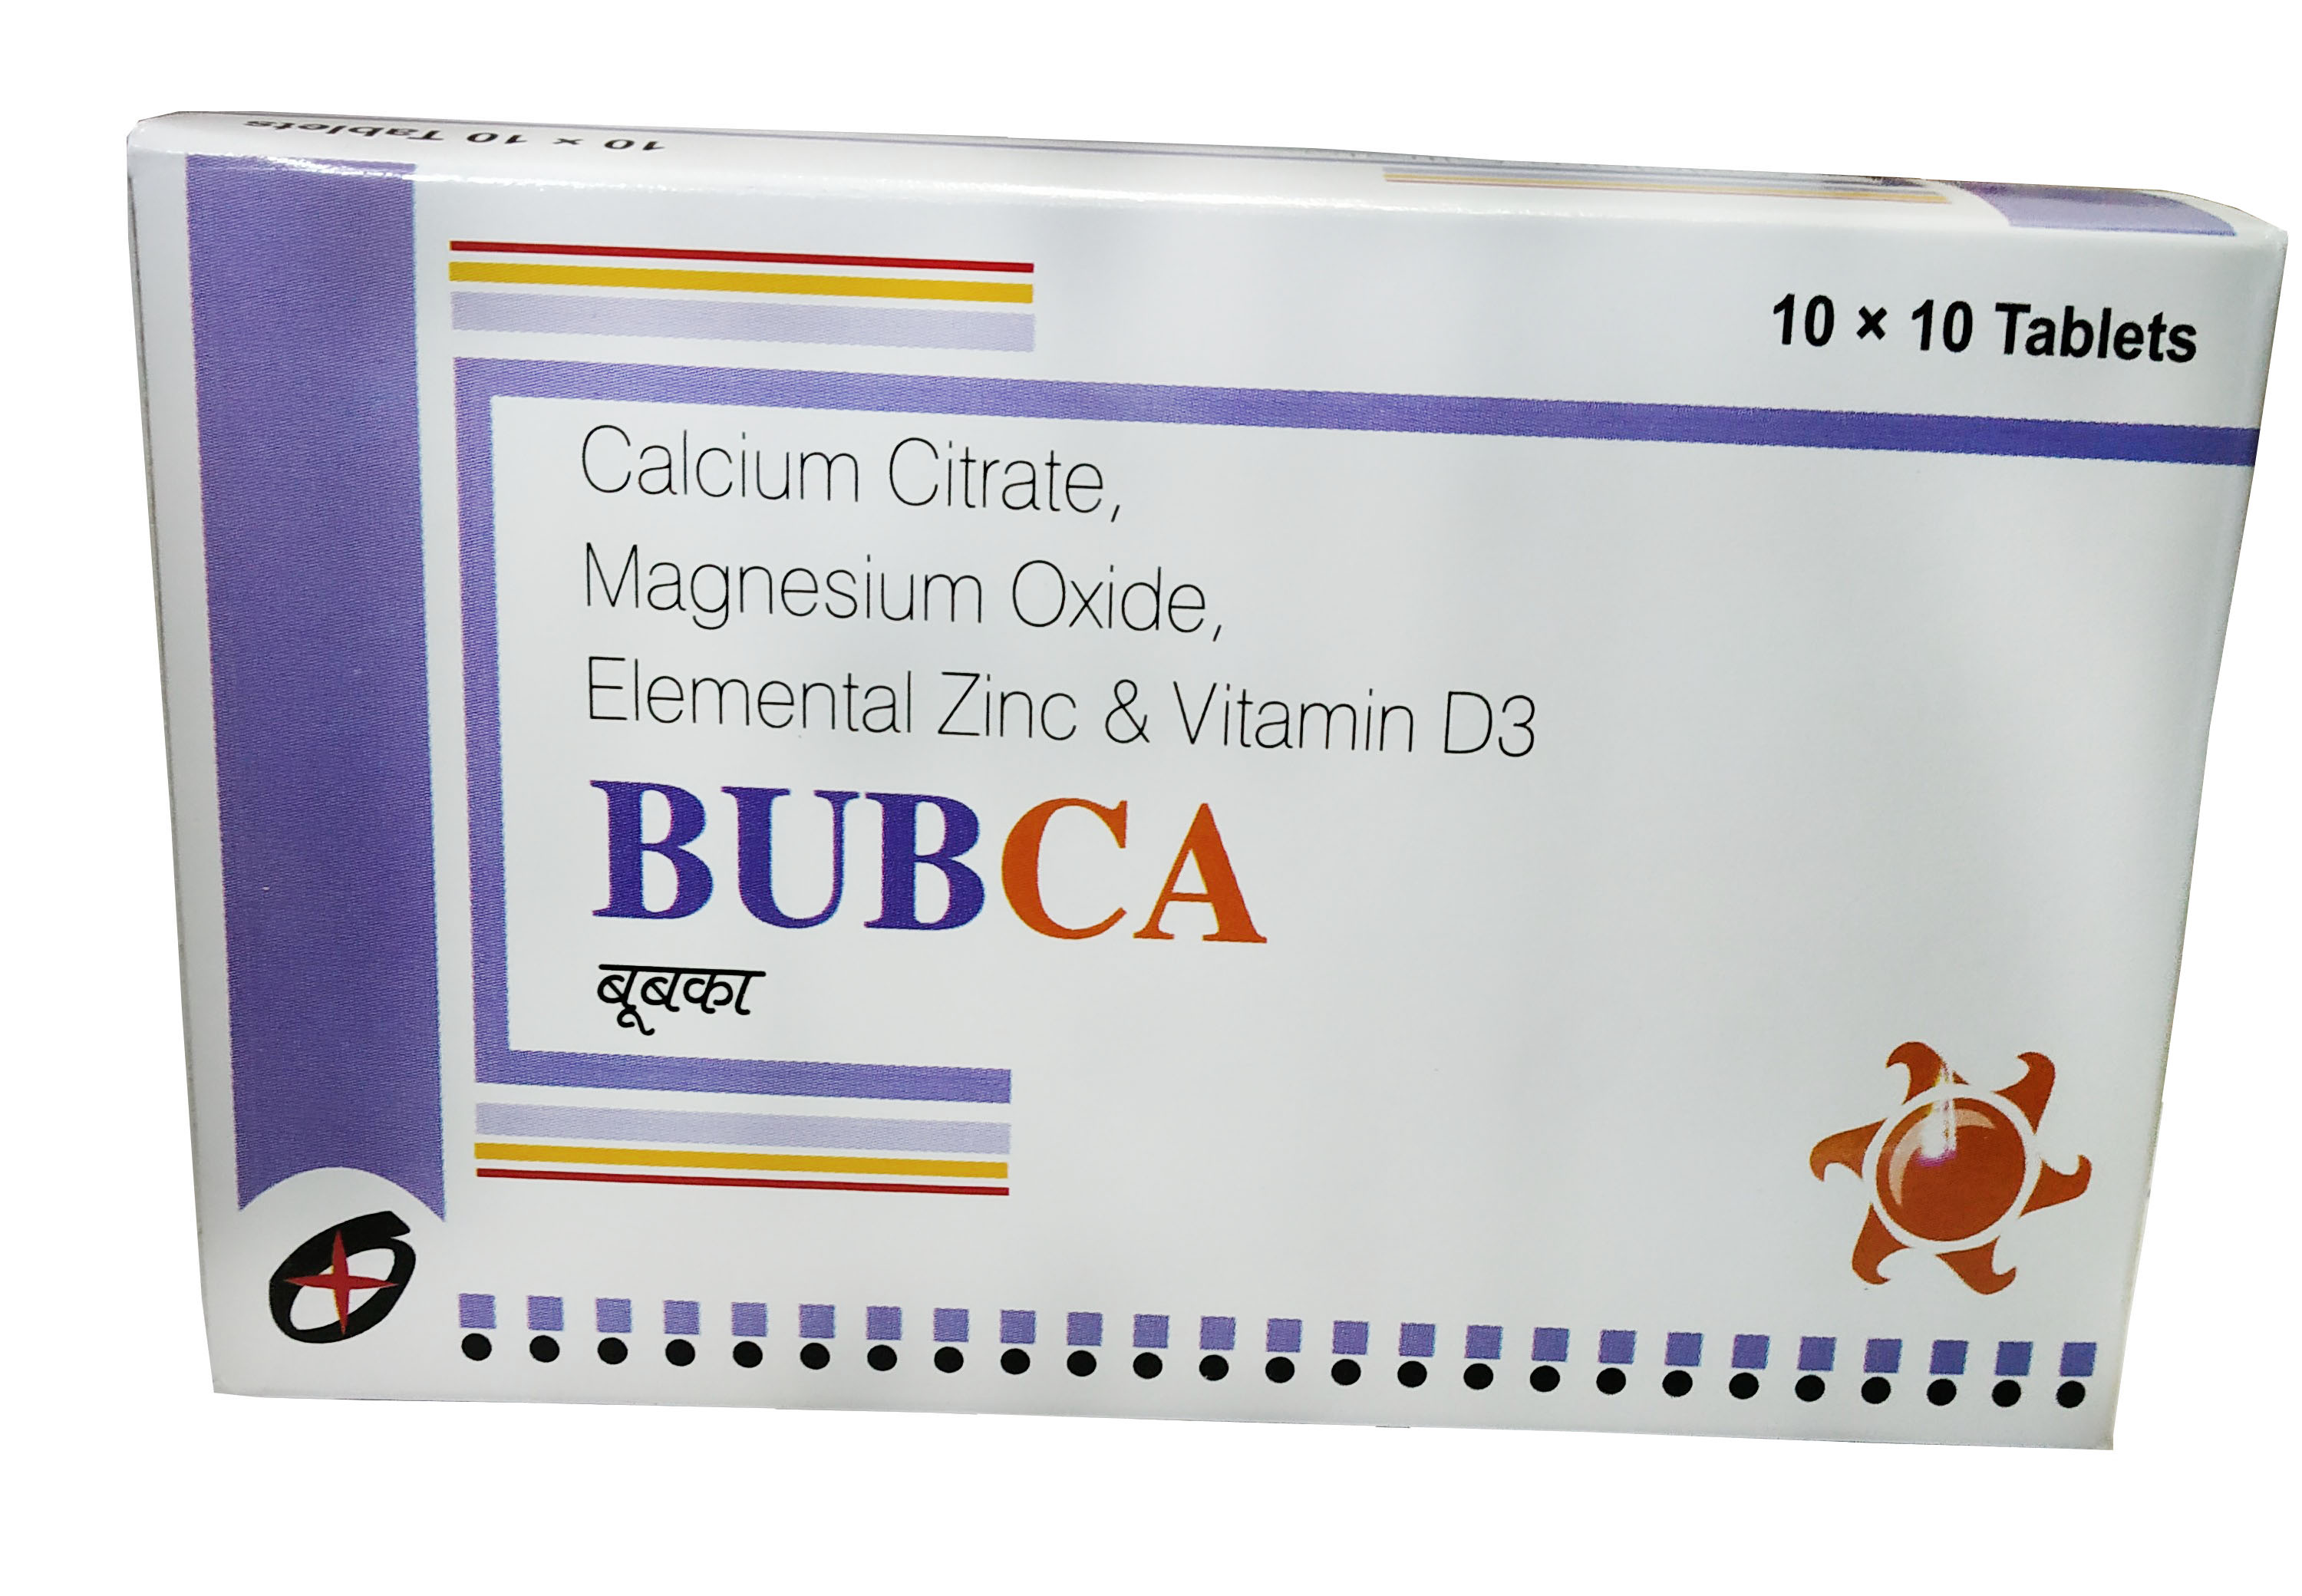 10 × 10 Tablets
10 × 10 Tablets
Calcium Citrate,
Magnesium Oxide,
Elemental Zinc & Vitamin D3
BUBCA
बूबका